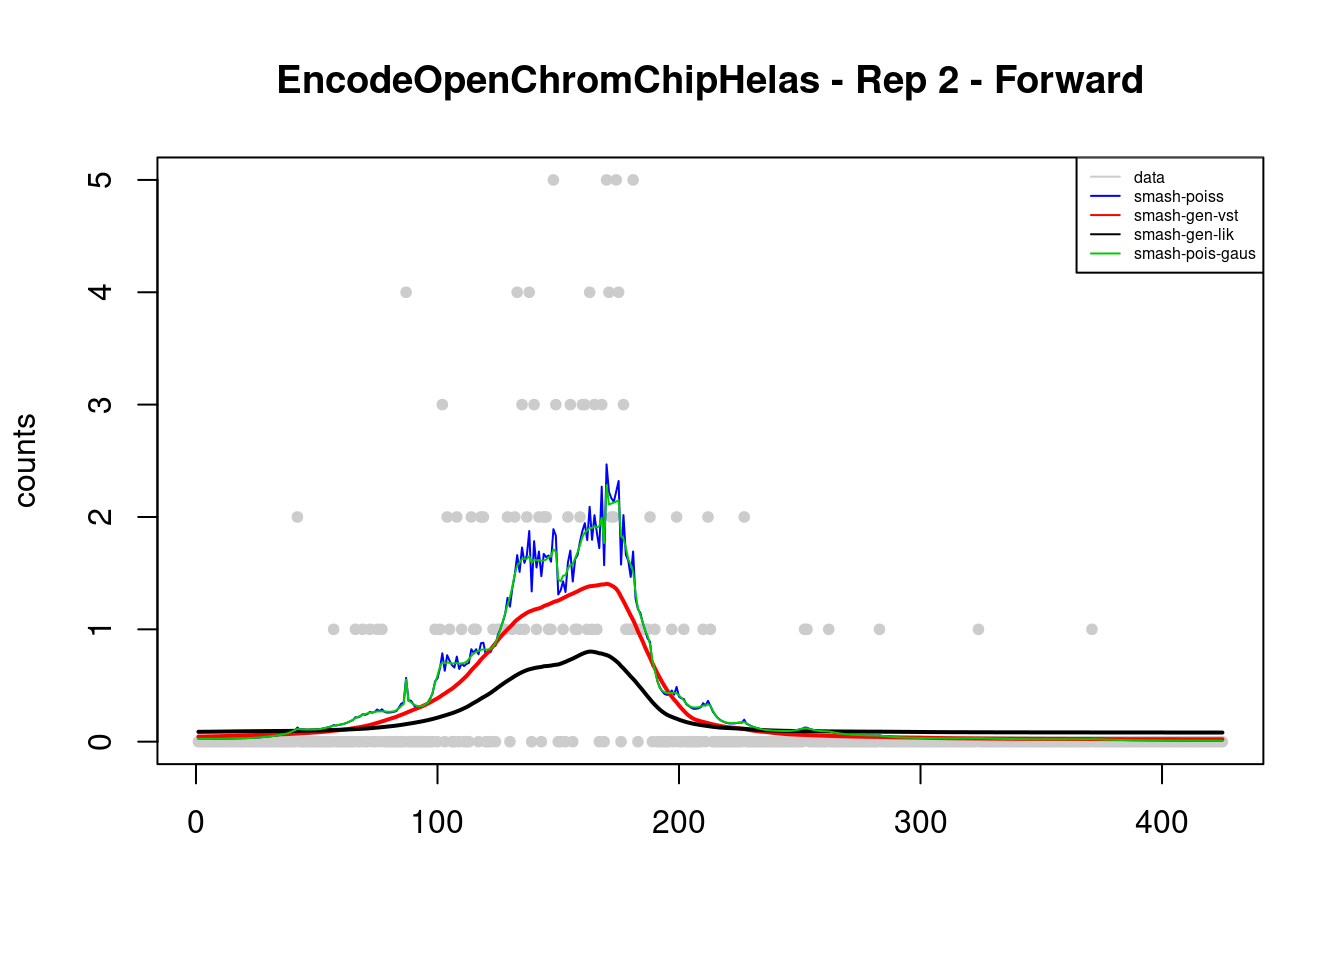 EncodeOpenChromChipHelas - Rep 2 - Forward
data
smash-poiss
smash-gen-vst
smash-gen-lik
smash-pois-gaus
counts
5
4
3
2
1
0
0 100 200 300 400